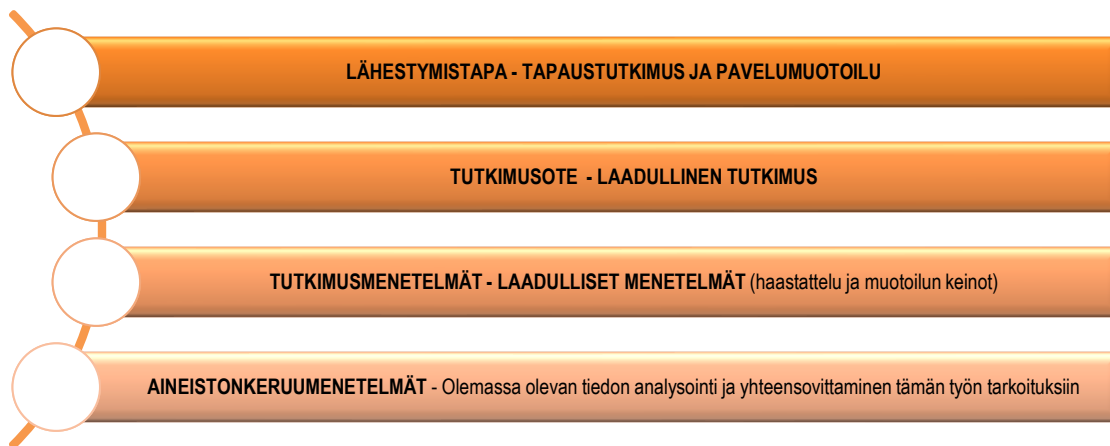 LÄHESTYMISTAPA - TAPAUSTUTKIMUS JA PAVELUMUOTOILU
TUTKIMUSOTE - LAADULLINEN TUTKIMUS
TUTKIMUSMENETELMÄT - LAADULLISET MENETELMÄT (haastattelu ja muotoilun keinot)
AINEISTONKERUUMENETELMÄT - Olemassa olevan tiedon analysointi ja yhteensovittaminen tämän työn tarkoituksiin